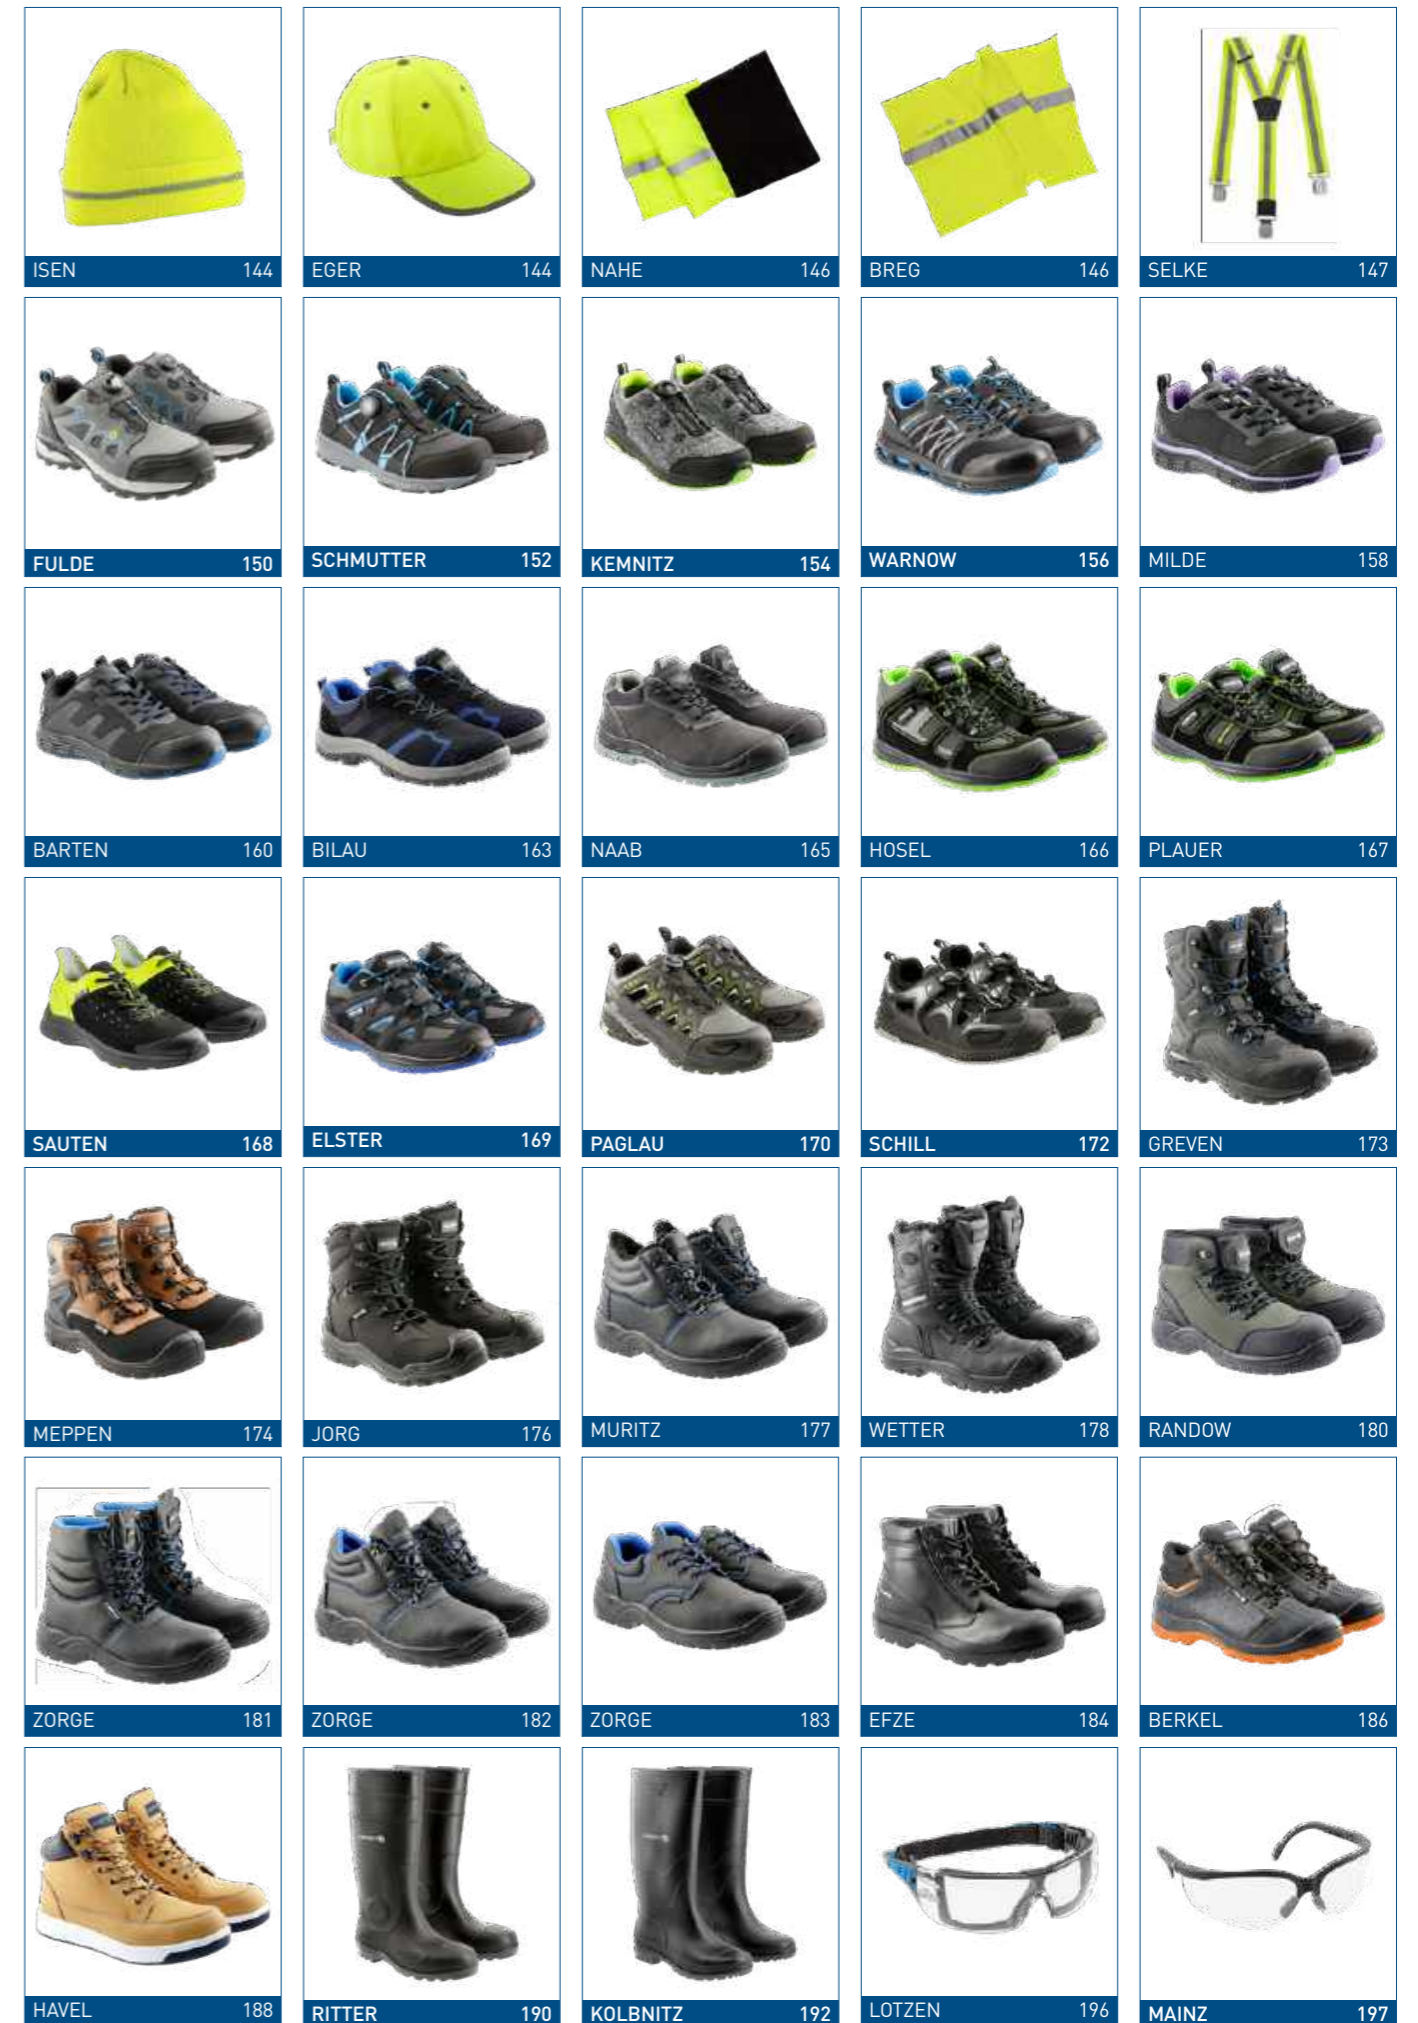 ISEN 144
EGER 144
NAHE 146
BREG 146
SELKE 147
FULDE 150
SCHMUTTER 152
KEMNITZ 154
WARNOW 156
MILDE 158
BARTEN 160
BILAU 163
NAAB 165
HOSEL 166
PLAUER 167
SAUTEN 168
ELSTER 169
PAGLAU 170
SCHILL 172
GREVEN 173
MEPPEN 174
JORG 176
MURITZ 177
WETTER 178
RANDOW 180
ZORGE 181
ZORGE 182
ZORGE 183
EFZE 184
BERKEL 186
HAVEL 188
RITTER 190
KOLBNITZ 192
LOTZEN 196
MAINZ 197